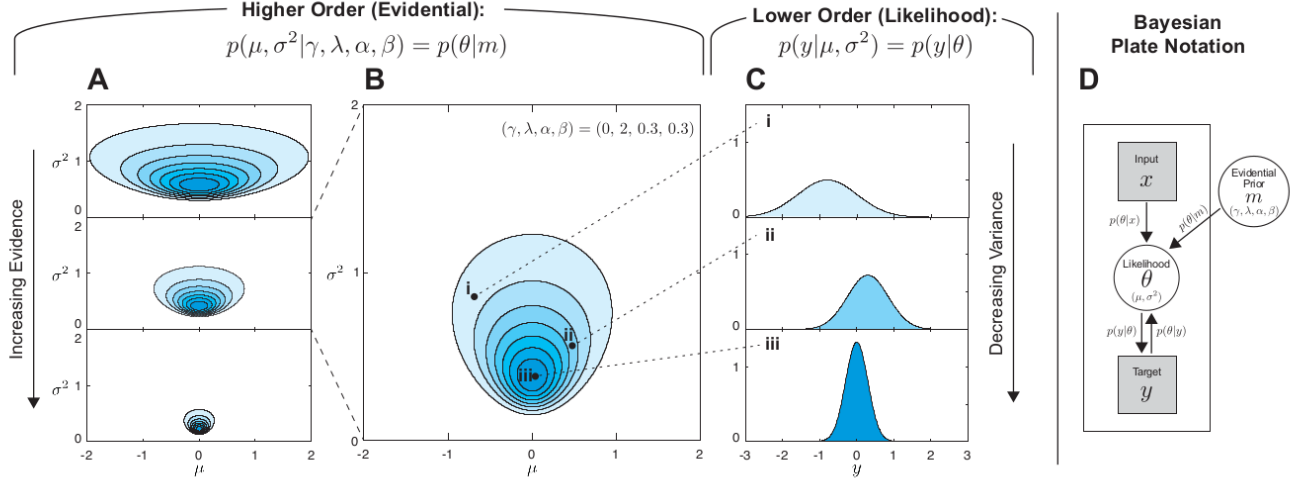 Higher Order (Evidential):
p(μ, σ²|γ, λ, α, β) = p(θ|m)
Lower Order (Likelihood):
p(y|μ, σ²) = p(y|θ)
Bayesian
Plate Notation
A
Increasing Evidence
2
σ² 1
0
2
σ² 1
0
2
σ² 1
0
-2 -1 0 1 2
μ
B
(γ, λ, α, β) = (0, 2, 0.3, 0.3)
2
σ² 1
0
i
ii
iii
-2 -1 0 1 2
μ
C
i
1
0
ii
1
0
iii
1
0
-3 -2 -1 0 1 2 3
y
Decreasing Variance
D
Input
x
Evidential
Prior
m
(γ, λ, α, β)
p(θ|x)
p(θ|m)
Likelihood
θ
(μ, σ²)
p(y|θ)
p(θ|y)
Target
y